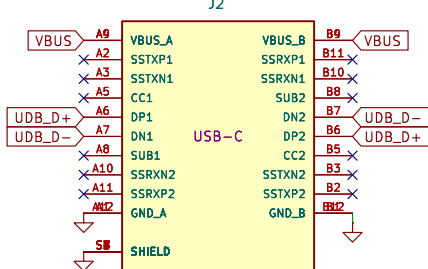 J2
VBUS A9 VBUS_A VBUS_B B9 VBUS
A2 SSTXP1 SSRXP1 B11
A3 SSTXN1 SSRXN1 B10
A5 CC1 SUB2 B8
UDB_D+ A6 DP1 DN2 B7 UDB_D-
UDB_D- A7 DN1 USB-C DP2 B6 UDB_D+
A8 SUB1 CC2 B5
A10 SSRXN2 SSTXN2 B3
A11 SSRXP2 SSTXP2 B2
GND_A GND_B
SHIELD